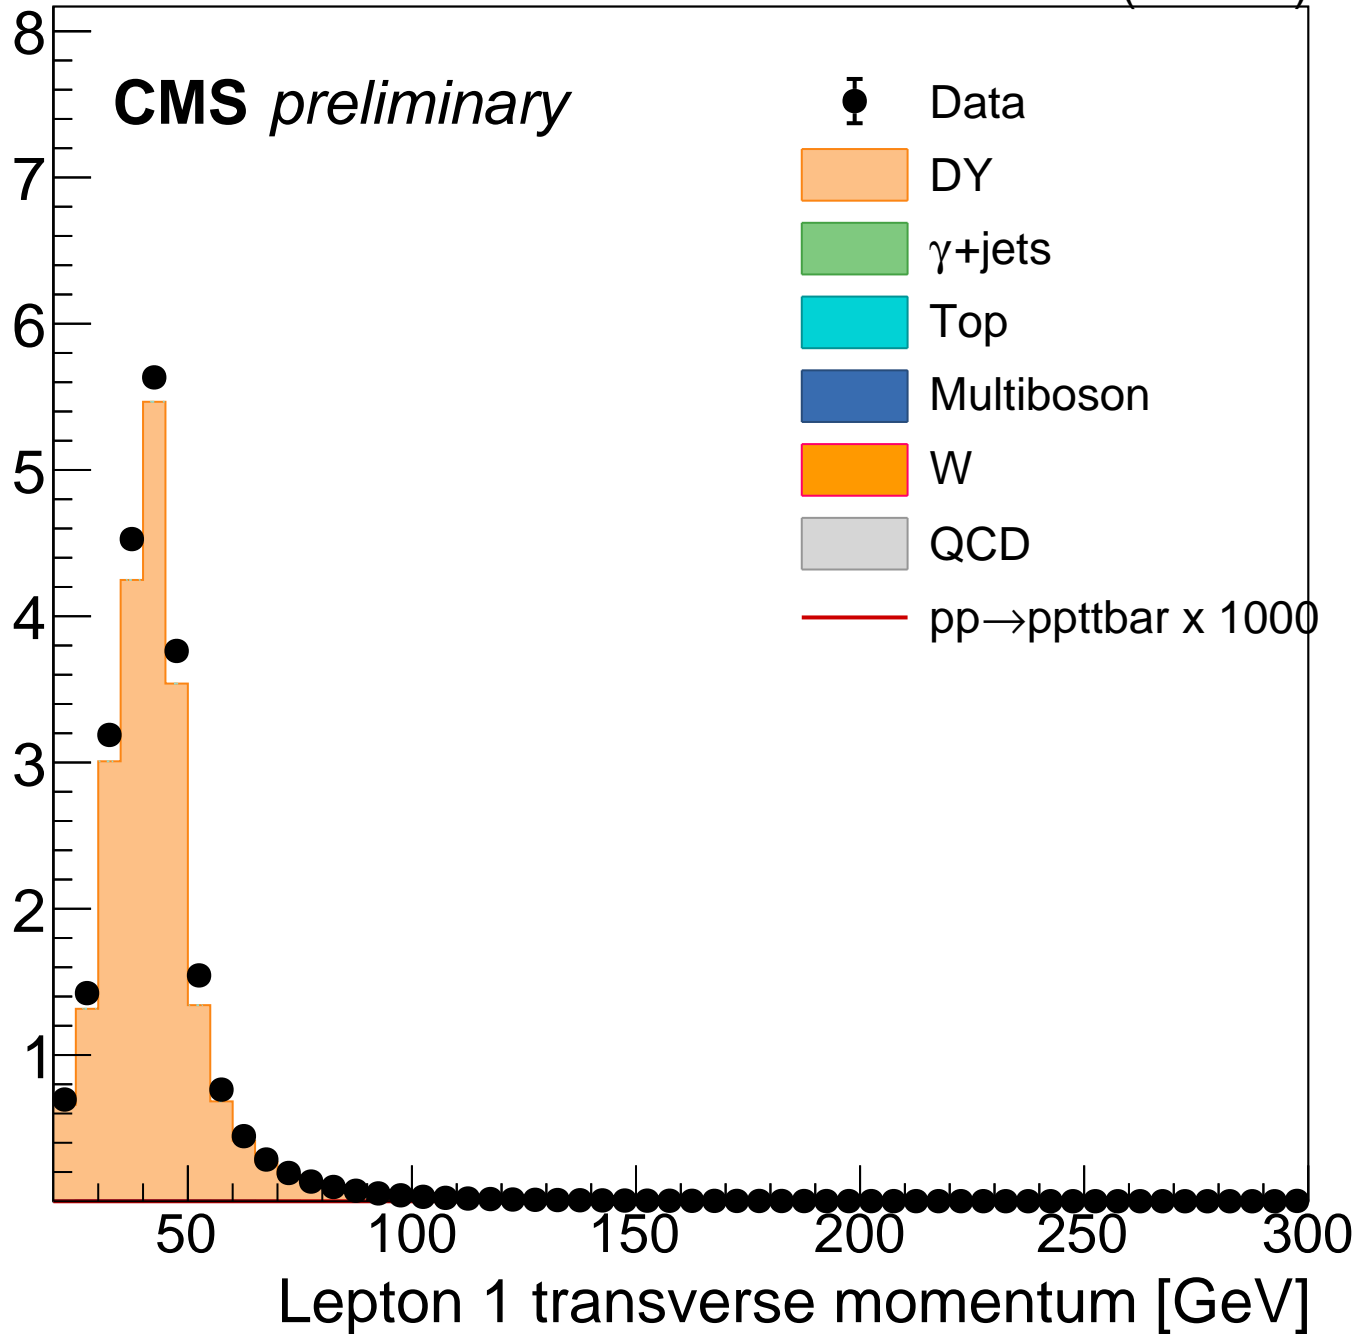 8
CMS preliminary
Data
7
DY
γ+jets
6
Top
Multiboson
5
W
QCD
4
pp→ppttbar x 1000
3
2
1
50 100 150 200 250 300
Lepton 1 transverse momentum [GeV]